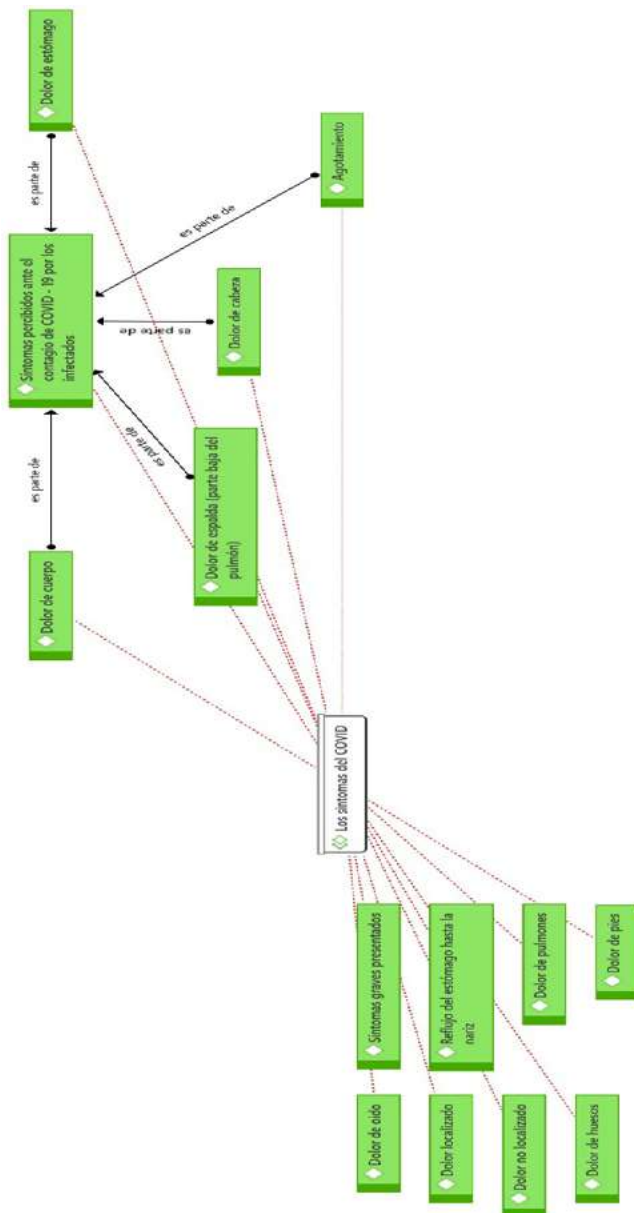 Dolor de cuerpo
es parte de
Síntomas percibidos ante el
contagio de COVID - 19 por los
infectados
es parte de
Dolor de estómago
es parte de
es parte de
es parte de
Dolor de espalda (parte baja del
pulmón)
Dolor de cabeza
Agotamiento
Los síntomas del COVID
Dolor de oido
Síntomas graves presentados
Dolor localizado
Reflujo del estómago hasta la
nariz
Dolor no localizado
Dolor de pulmones
Dolor de huesos
Dolor de pies